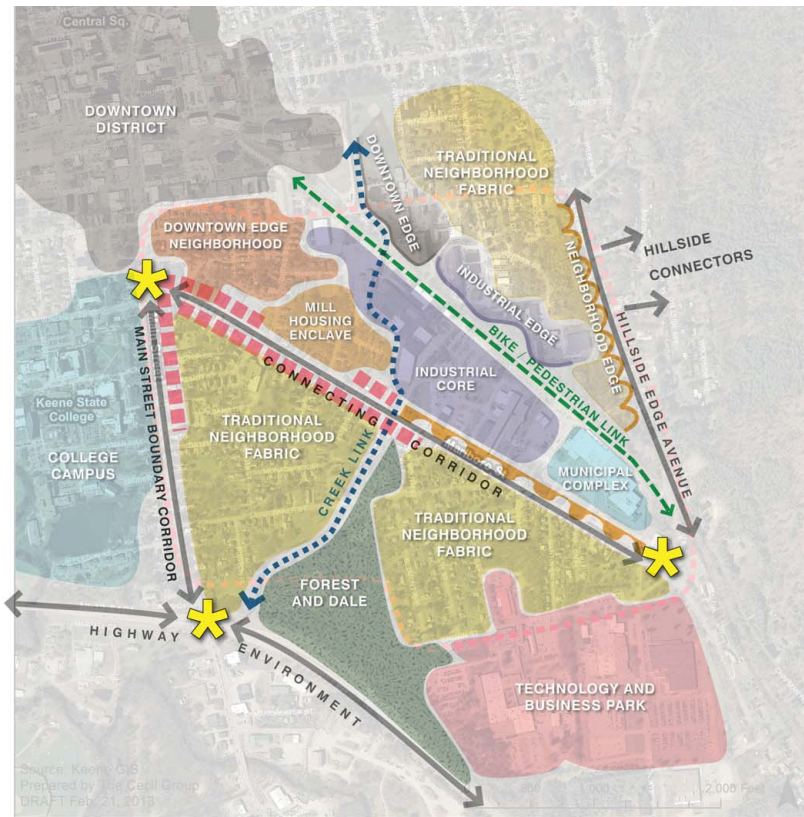 Central Sq.
DOWNTOWN
DISTRICT
DOWNTOWN EDGE
TRADITIONAL
NEIGHBORHOOD
FABRIC
DOWNTOWN EDGE
NEIGHBORHOOD
HILLSIDE
CONNECTORS
NEIGHBORHOOD EDGE
INDUSTRIAL EDGE
MILL
HOUSING
ENCLAVE
BIKE / PEDESTRIAN LINK
HILLSIDE EDGE AVENUE
MAIN STREET BOUNDARY CORRIDOR
CONNECTING CORRIDOR
INDUSTRIAL
CORE
Keene State
College
COLLEGE
CAMPUS
TRADITIONAL
NEIGHBORHOOD
FABRIC
CREEK LINK
MUNICIPAL
COMPLEX
TRADITIONAL
NEIGHBORHOOD
FABRIC
FOREST
AND DALE
HIGHWAY ENVIRONMENT
TECHNOLOGY AND
BUSINESS PARK
Source: Keene GIS
Prepared by The Cecil Group
DRAFT Feb. 21, 2013
500 1,000 2,000 Feet